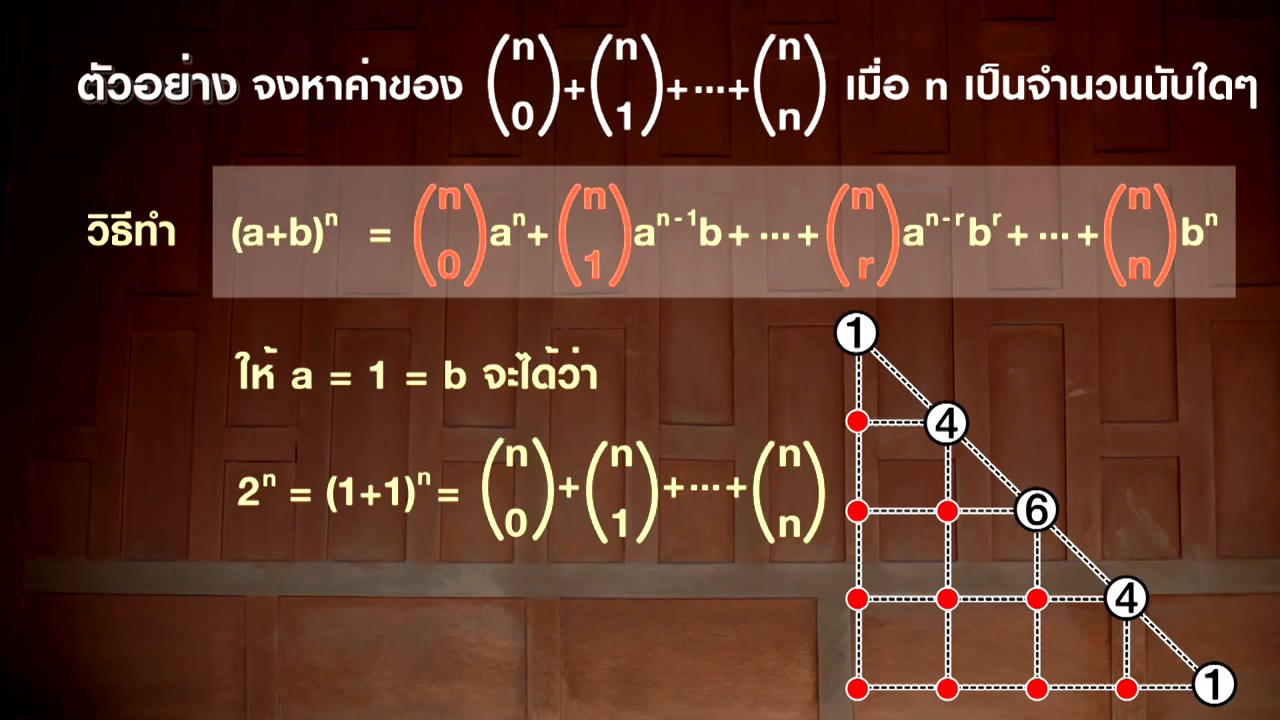 ตัวอย่าง จงหาค่าของ (n 0)+(n 1)+···+(n n) เมื่อ n เป็นจำนวนนับใดๆ
วิธีทำ (a+b)ⁿ = (n 0)aⁿ+(n 1)aⁿ⁻¹b+···+(n r)aⁿ⁻ʳbʳ+···+(n n)bⁿ
ให้ a = 1 = b จะได้ว่า
2ⁿ = (1+1)ⁿ= (n 0)+(n 1)+···+(n n)
1
4
6
4
1